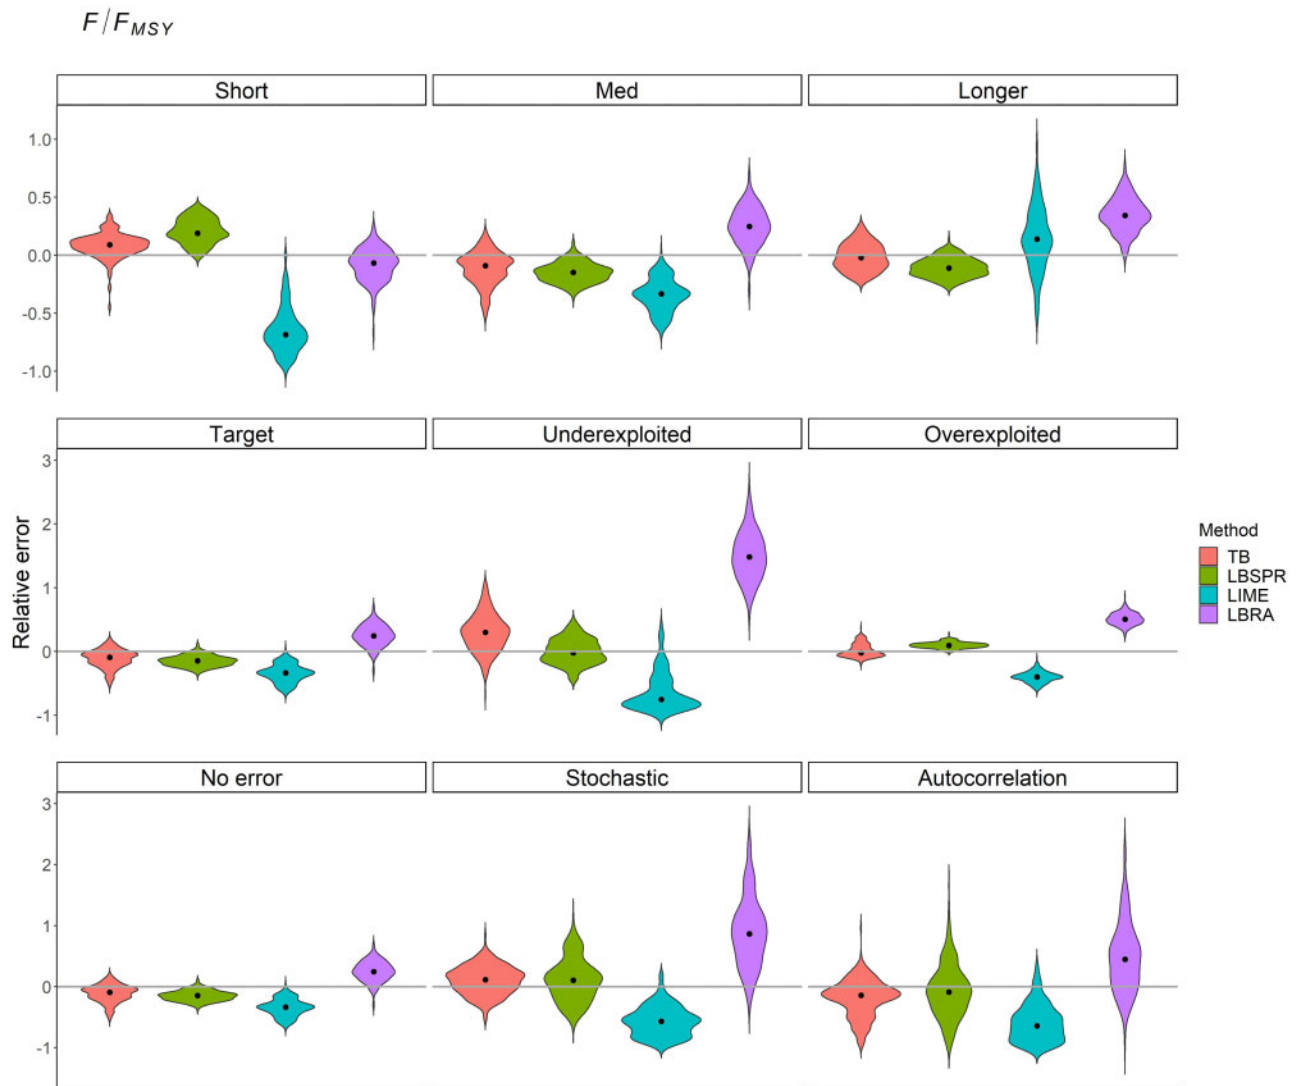 F/F_MSY
Short Med Longer
1.0
0.5
0.0
-0.5
-1.0
Target Underexploited Overexploited
3
2
1
0
-1
Relative error
Method
TB
LBSPR
LIME
LBRA
No error Stochastic Autocorrelation
3
2
1
0
-1